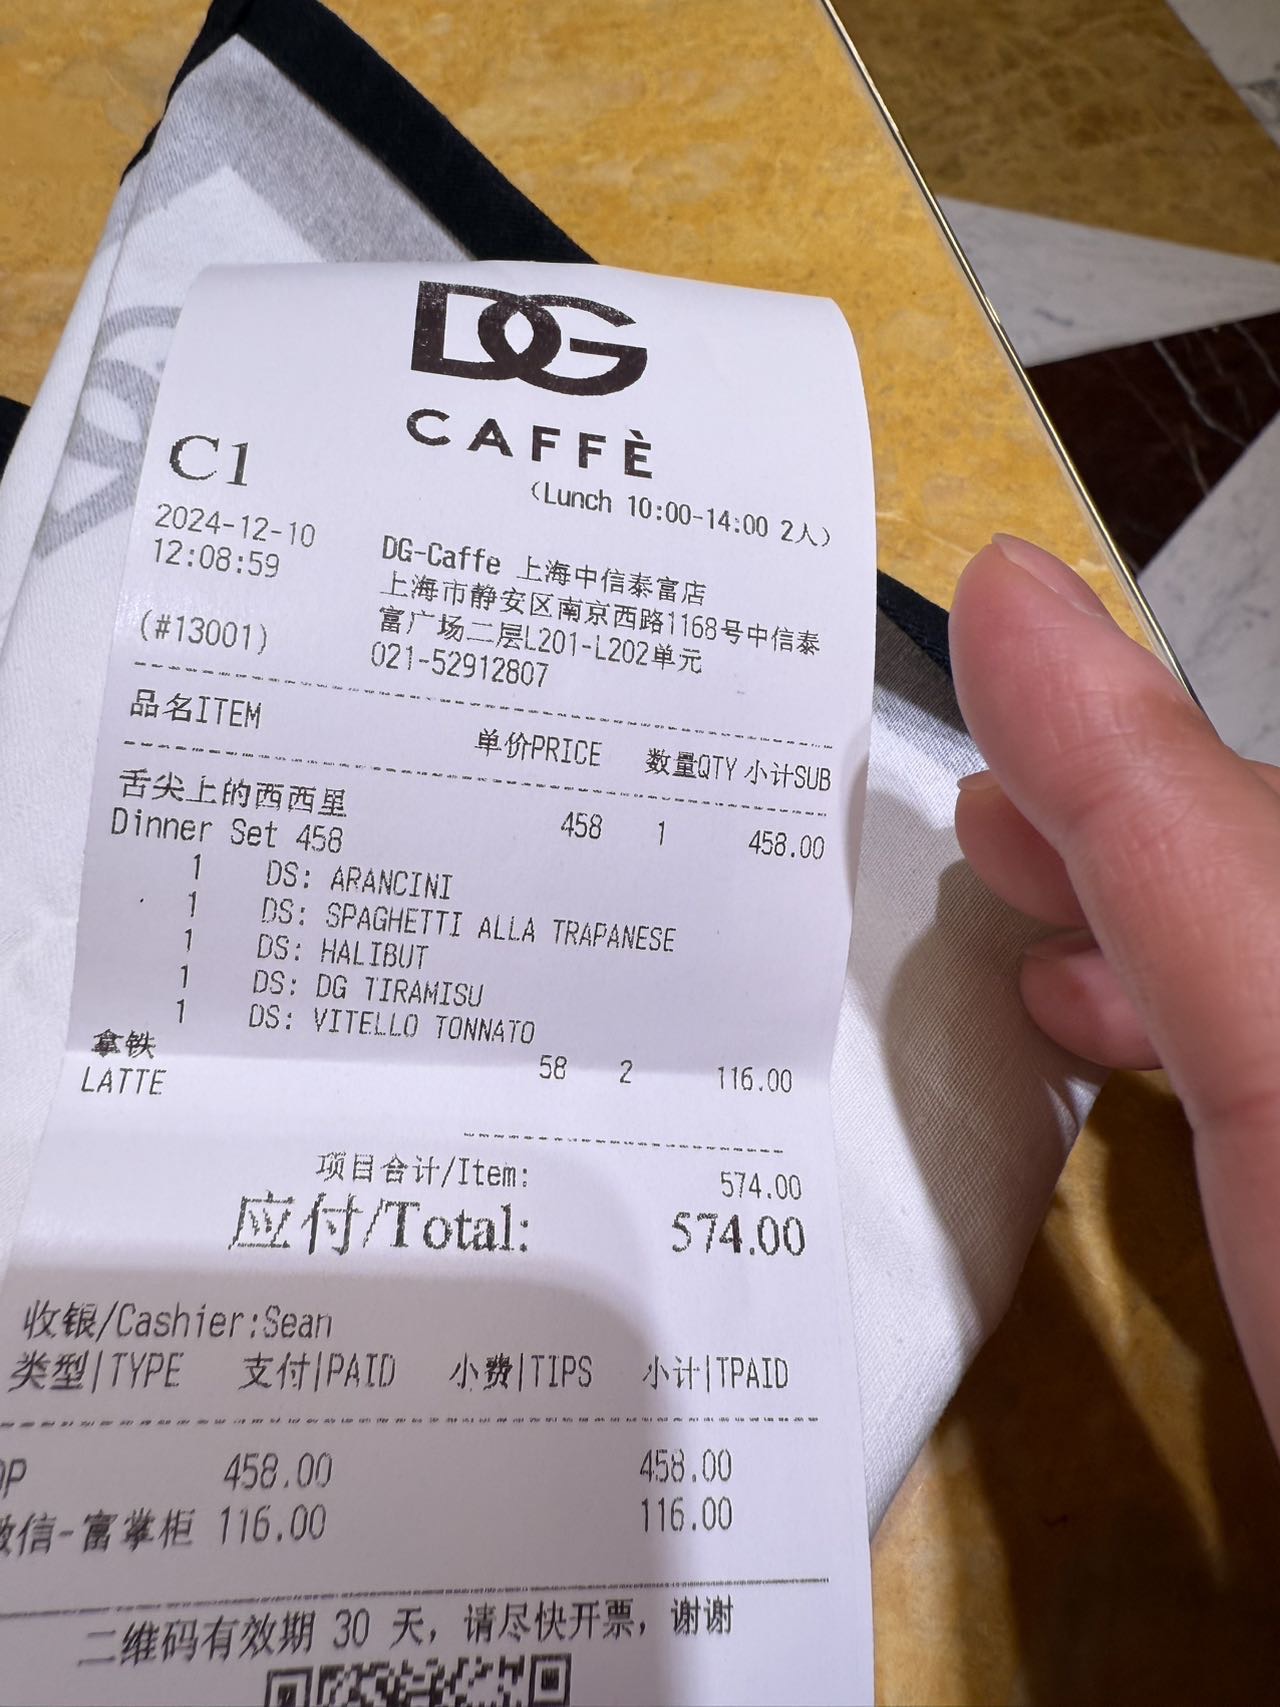 DG
CAFFÈ
C1
(Lunch 10:00-14:00 2人)
2024-12-10
12:08:59
(#13001)
DG-Caffe 上海中信泰富店
上海市静安区南京西路1168号中信泰
富广场二层L201-L202单元
021-52912807
品名ITEM 单价PRICE 数量QTY 小计SUB
舌尖上的西西里
Dinner Set 458 458 1 458.00
1 DS: ARANCINI
1 DS: SPAGHETTI ALLA TRAPANESE
1 DS: HALIBUT
1 DS: DG TIRAMISU
1 DS: VITELLO TONNATO
拿铁
LATTE 58 2 116.00
项目合计/Item: 574.00
应付/Total: 574.00
收银/Cashier:Sean
类型|TYPE 支付|PAID 小费|TIPS 小计|TPAID
P 458.00 458.00
微信-富掌柜 116.00 116.00
二维码有效期 30 天, 请尽快开票, 谢谢